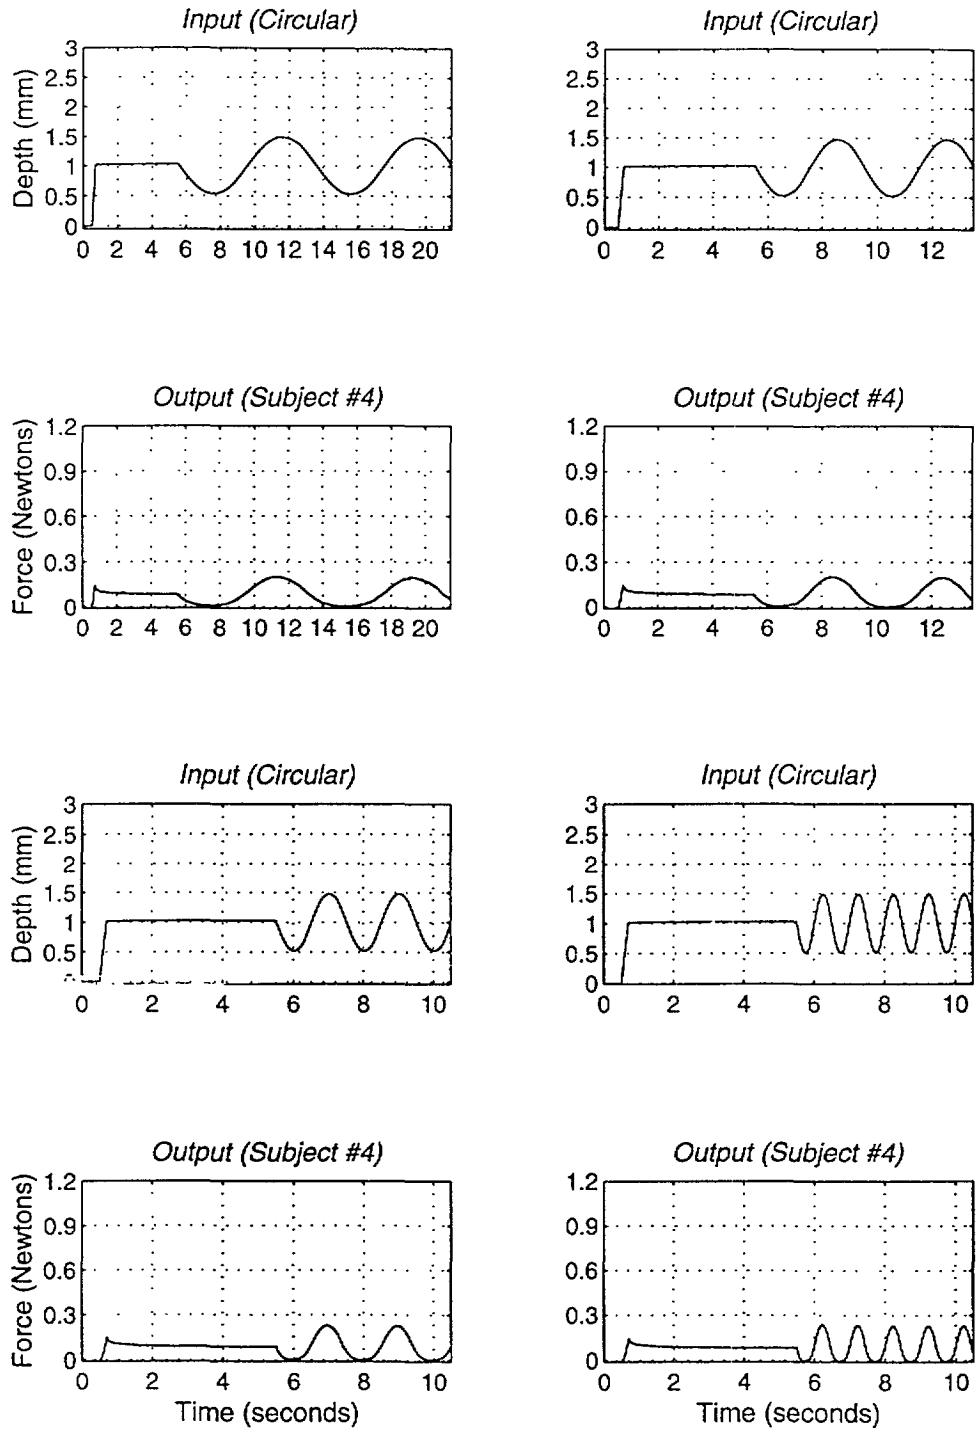 Input (Circular)
Input (Circular)
Depth (mm)
3
2.5
2
1.5
1
0.5
0
0 2 4 6 8 10 12 14 16 18 20
3
2.5
2
1.5
1
0.5
0
0 2 4 6 8 10 12
Output (Subject #4)
Output (Subject #4)
Force (Newtons)
1.2
0.9
0.6
0.3
0
0 2 4 6 8 10 12 14 16 18 20
1.2
0.9
0.6
0.3
0
0 2 4 6 8 10 12
Input (Circular)
Input (Circular)
Depth (mm)
3
2.5
2
1.5
1
0.5
0 2 4 6 8 10
3
2.5
2
1.5
1
0.5
0
0 2 4 6 8 10
Output (Subject #4)
Output (Subject #4)
Force (Newtons)
1.2
0.9
0.6
0.3
0
0 2 4 6 8 10
Time (seconds)
1.2
0.9
0.6
0.3
0
0 2 4 6 8 10
Time (seconds)